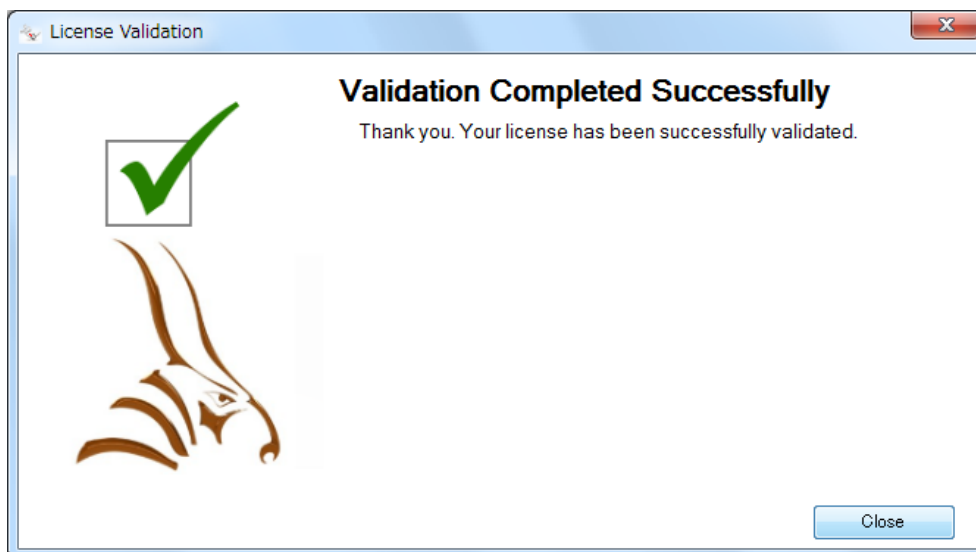 License Validation
Validation Completed Successfully
Thank you. Your license has been successfully validated.
Close